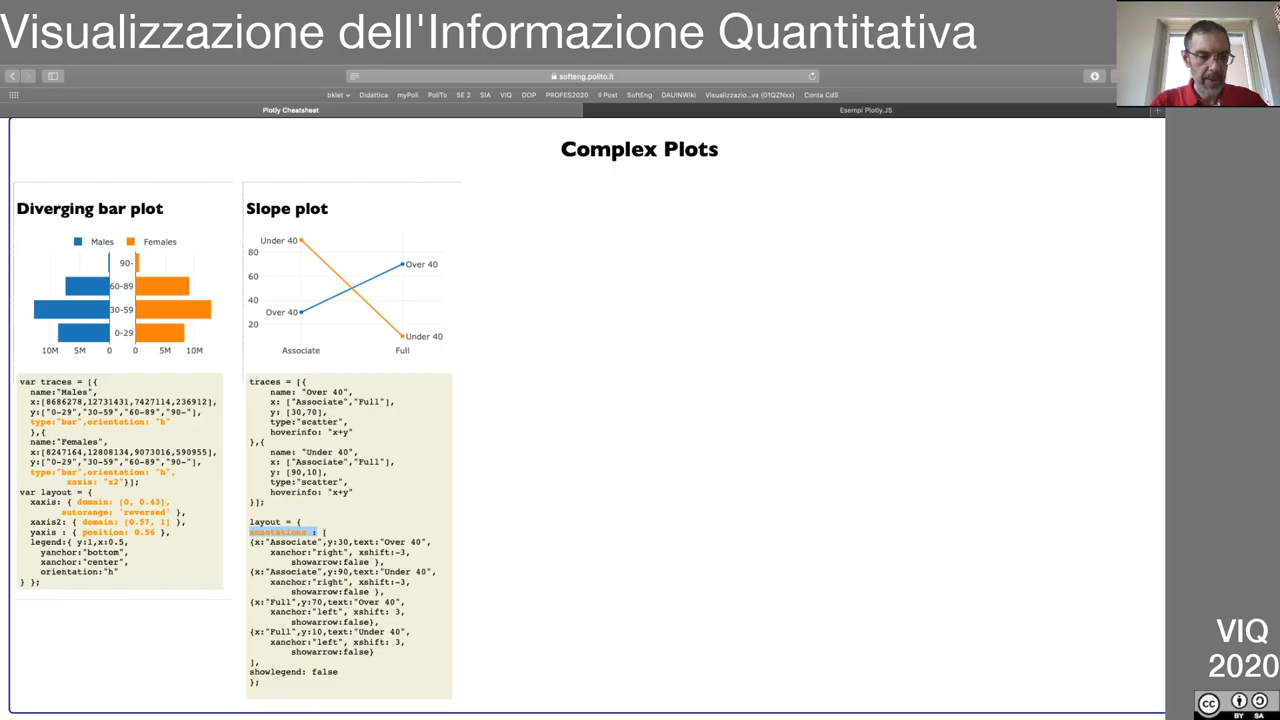 Visualizzazione dell'Informazione Quantitativa
softeng.polito.it
bklet
Didattica
myPoli
PoliTo
SE 2
SIA
VIQ
OOP
PROFES2020
Il Post
SoftEng
DAUINWiki
Visualizzazio...va (01QZNxx)
Conta CdS
Plotly Cheatsheet
Esempi Plotly.JS
Complex Plots
Diverging bar plot
Males
Females
90-
60-89
30-59
0-29
10M 5M 0 0 5M 10M
var traces = [{
name:"Males",
x:[8686278,12731431,7427114,236912],
y:["0-29","30-59","60-89","90-"],
type:"bar",orientation: "h"
},{
name:"Females",
x:[8247164,12808134,9073016,590955],
y:["0-29","30-59","60-89","90-"],
type:"bar",orientation: "h",
xaxis: "x2"}];
var layout = {
xaxis: { domain: [0, 0.43],
autorange: 'reversed' },
xaxis2: { domain: [0.57, 1] },
yaxis : { position: 0.56 },
legend:{ y:1,x:0.5,
yanchor:"bottom",
xanchor:"center",
orientation:"h"
} };
Slope plot
Under 40
80
Over 40
60
40
Over 40
20
Under 40
Associate
Full
traces = [{
name: "Over 40",
x: ["Associate","Full"],
y: [30,70],
type:"scatter",
hoverinfo: "x+y"
},{
name: "Under 40",
x: ["Associate","Full"],
y: [90,10],
type:"scatter",
hoverinfo: "x+y"
}];
layout = {
annotations : [
{x:"Associate",y:30,text:"Over 40",
xanchor:"right", xshift:-3,
showarrow:false },
{x:"Associate",y:90,text:"Under 40",
xanchor:"right", xshift:-3,
showarrow:false },
{x:"Full",y:70,text:"Over 40",
xanchor:"left", xshift: 3,
showarrow:false},
{x:"Full",y:10,text:"Under 40",
xanchor:"left", xshift: 3,
showarrow:false}
],
showlegend: false
};
VIQ
2020
CC
BY SA